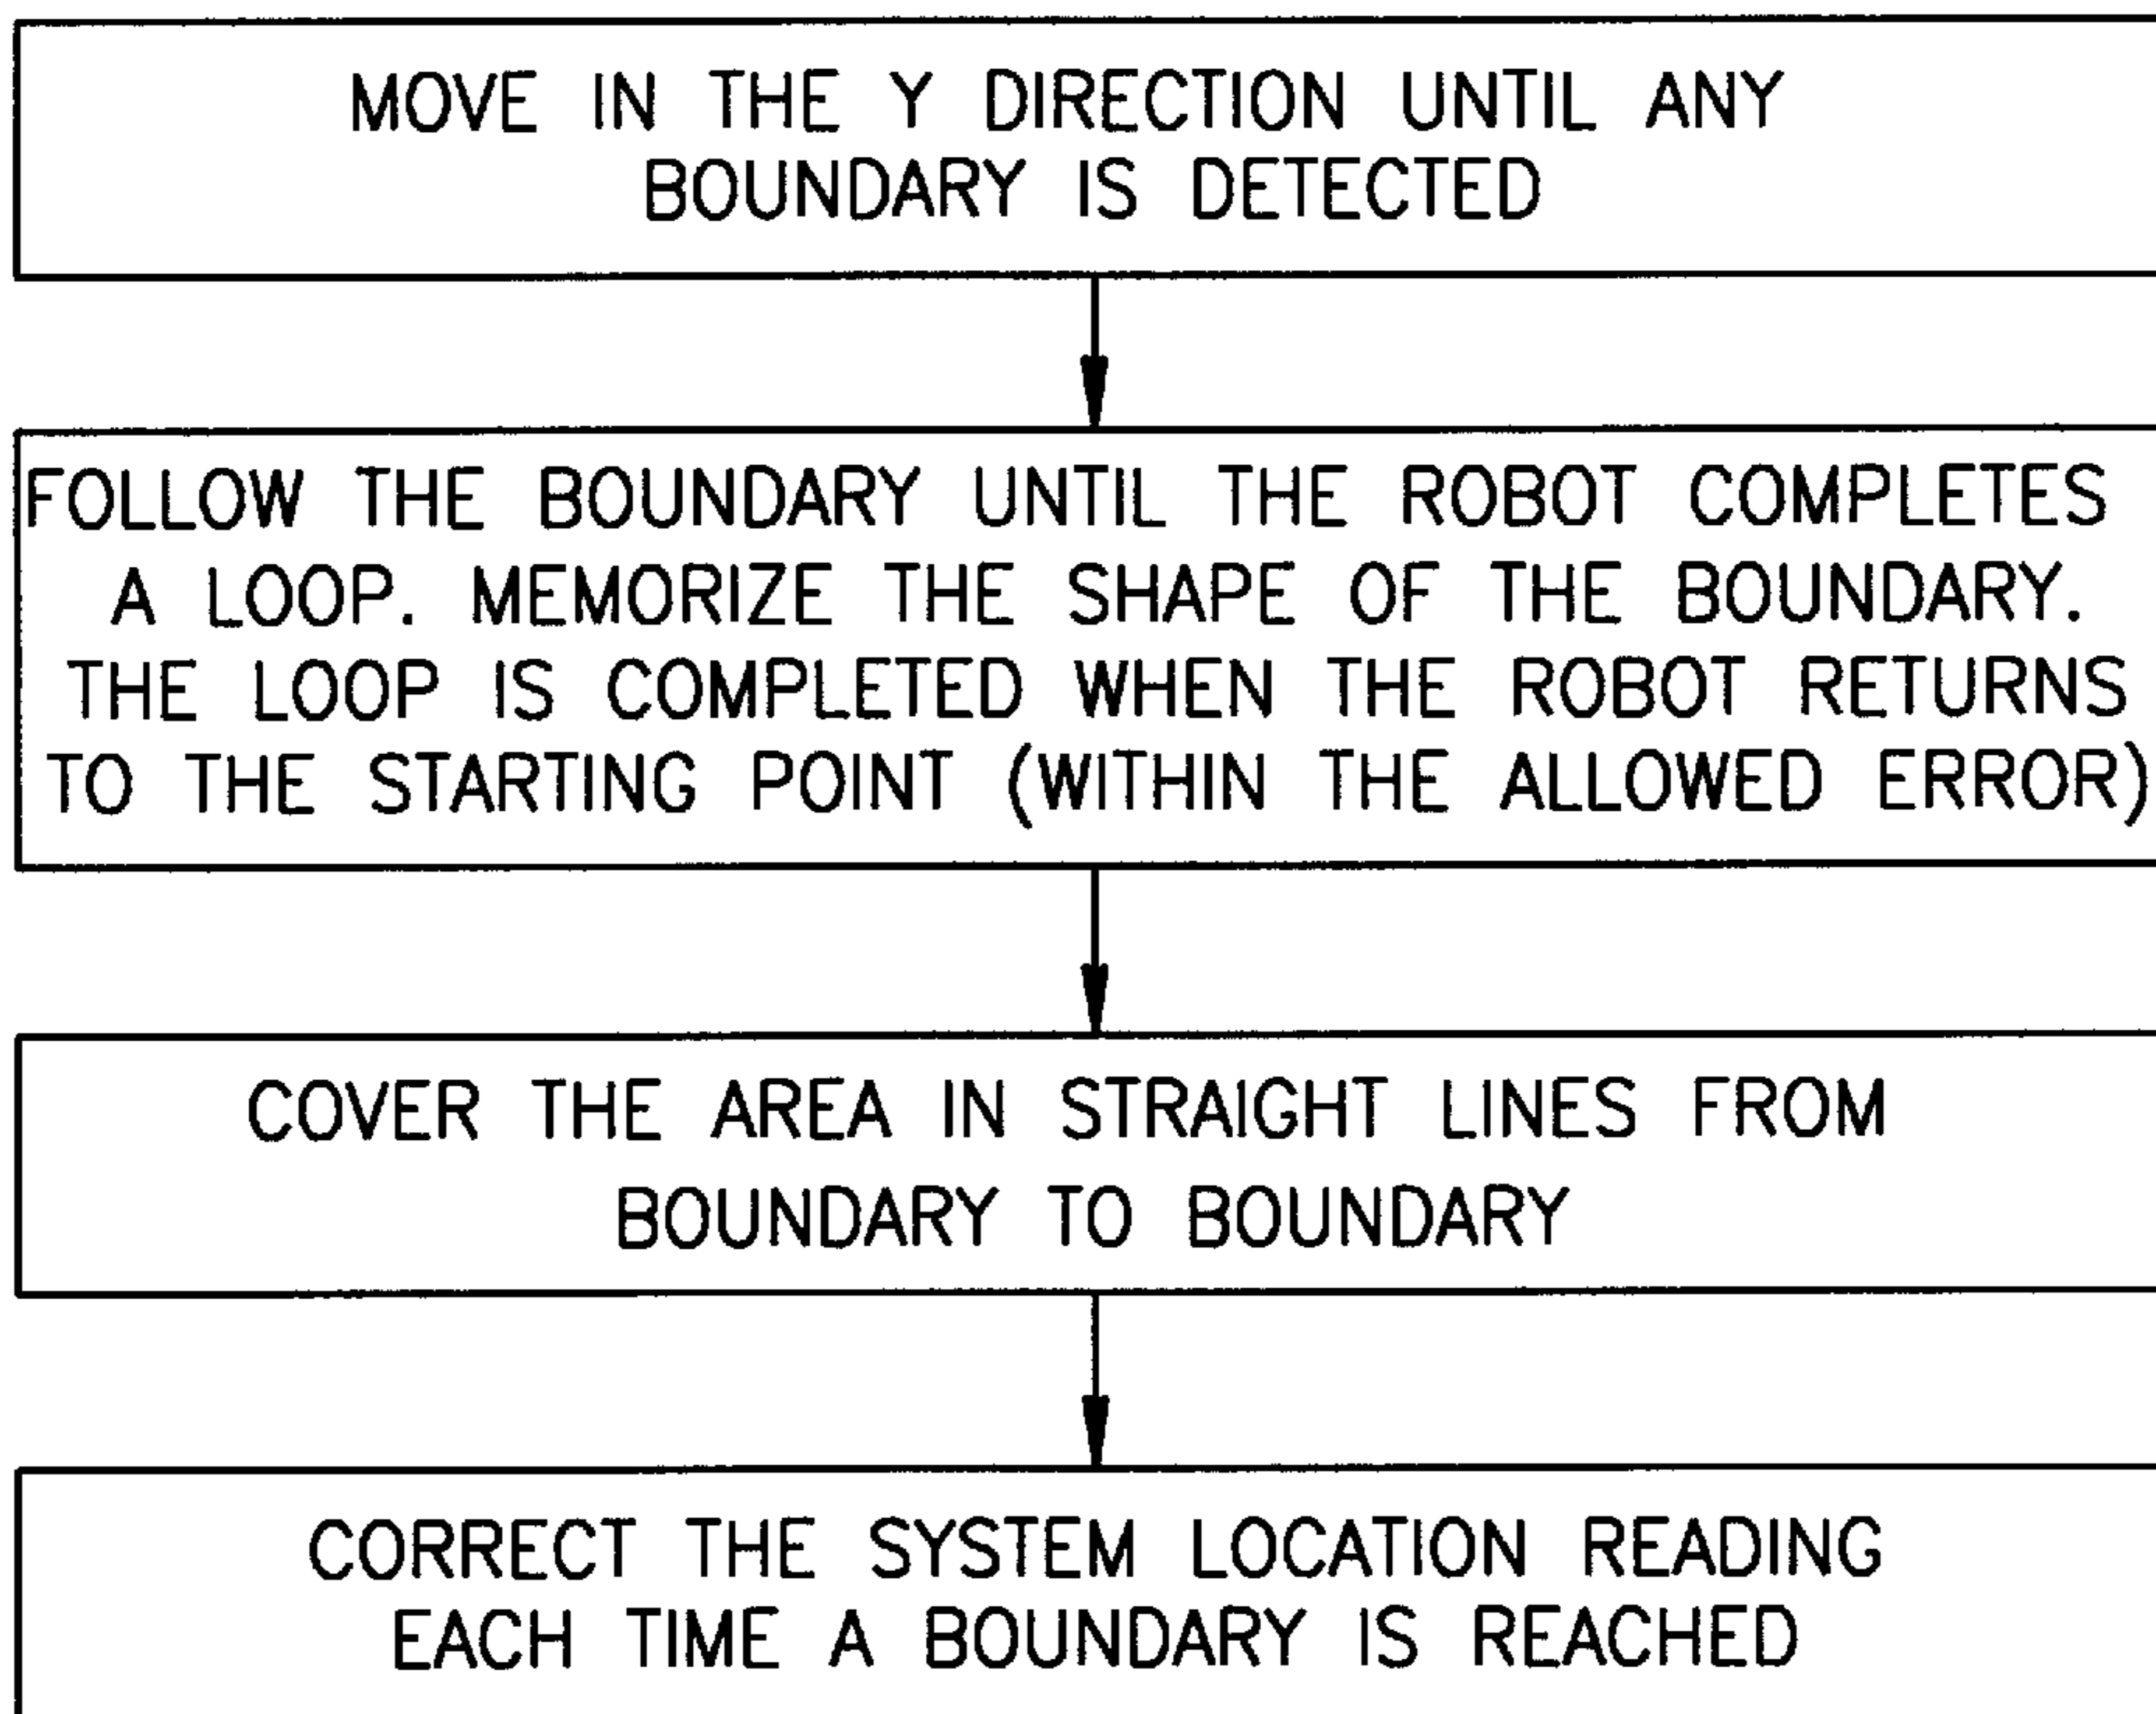 MOVE IN THE Y DIRECTION UNTIL ANY
BOUNDARY IS DETECTED
FOLLOW THE BOUNDARY UNTIL THE ROBOT COMPLETES
A LOOP. MEMORIZE THE SHAPE OF THE BOUNDARY.
THE LOOP IS COMPLETED WHEN THE ROBOT RETURNS
TO THE STARTING POINT (WITHIN THE ALLOWED ERROR)
COVER THE AREA IN STRAIGHT LINES FROM
BOUNDARY TO BOUNDARY
CORRECT THE SYSTEM LOCATION READING
EACH TIME A BOUNDARY IS REACHED